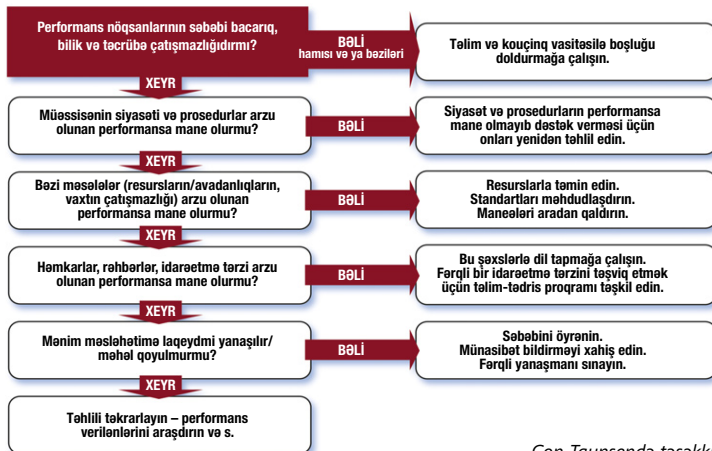 Performans nöqsanlarının səbəbi bacarıq,
bilik və təcrübə çatışmazlığıdırmı?
BƏLİ
hamısı və ya bəziləri
Təlim və kouçinq vasitəsilə boşluğu
doldurmağa çalışın.
XEYR
Müəssisənin siyasəti və prosedurlar arzu
olunan performansa mane olurmu?
BƏLİ
Siyasət və prosedurların performansa
mane olmayıb dəstək verməsi üçün
onları yenidən təhlil edin.
XEYR
Bəzi məsələlər (resursların/avadanlıqların,
vaxtın çatışmazlığı) arzu olunan
performansa mane olurmu?
BƏLİ
Resurslarla təmin edin.
Standartları məhdudlaşdırın.
Maneələri aradan qaldırın.
XEYR
Həmkarlar, rəhbərlər, idarəetmə tərzi arzu
olunan performansa mane olurmu?
BƏLİ
Bu şəxslərlə dil tapmağa çalışın.
Fərqli bir idarəetmə tərzini təşviq etmək
üçün təlim-tədris proqramı təşkil edin.
XEYR
Mənim məsləhətimə laqeydmi yanaşılır/
məhəl qoyulmurmu?
BƏLİ
Səbəbini öyrənin.
Münasibət bildirməyi xahiş edin.
Fərqli yanaşmanı sınayın.
XEYR
Təhlili təkrarlayın – performans
verilənlərini araşdırın və s.